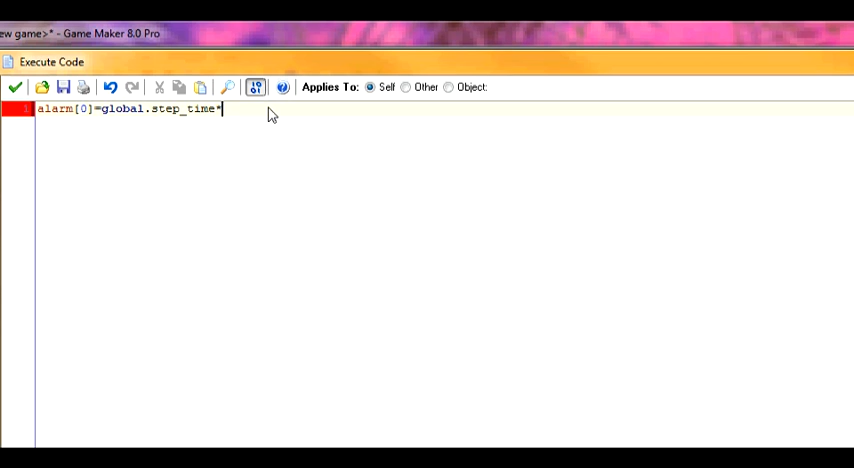 ew game>* - Game Maker 8.0 Pro
Execute Code
Applies To: Self Other Object:
1 alarm[0]=global.step_time*